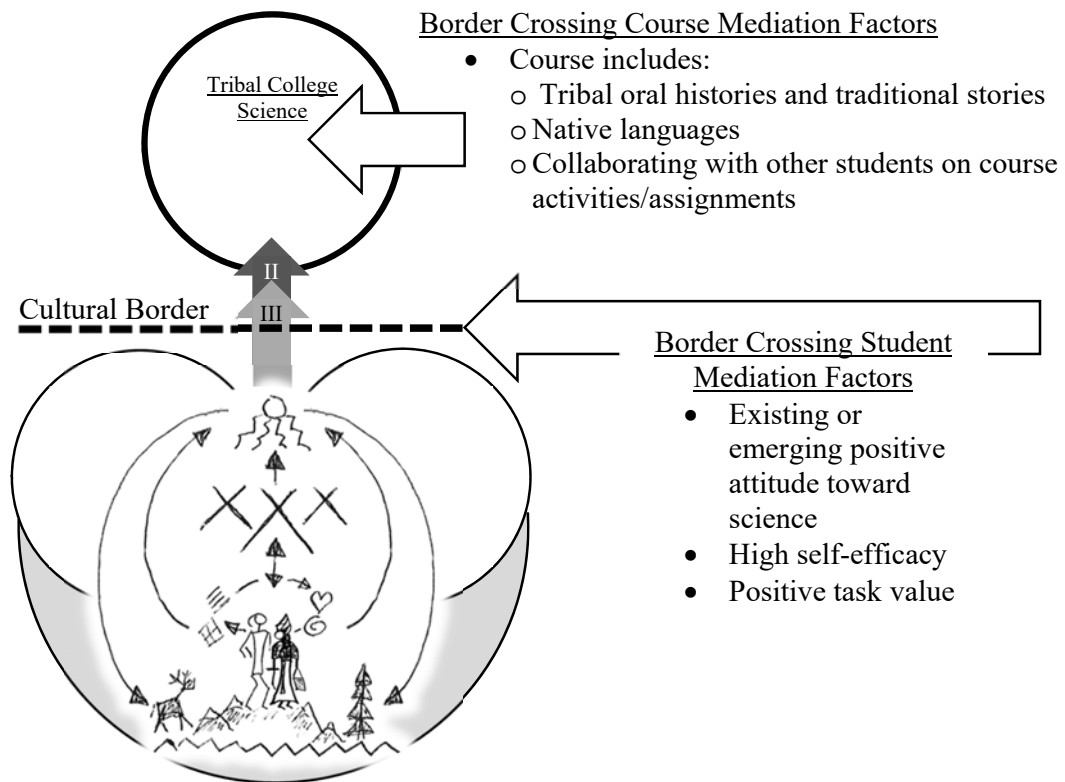 Border Crossing Course Mediation Factors
• Course includes:
o Tribal oral histories and traditional stories
o Native languages
o Collaborating with other students on course
activities/assignments
Tribal College
Science
II
III
Cultural Border
Border Crossing Student
Mediation Factors
• Existing or
emerging positive
attitude toward
science
• High self-efficacy
• Positive task value